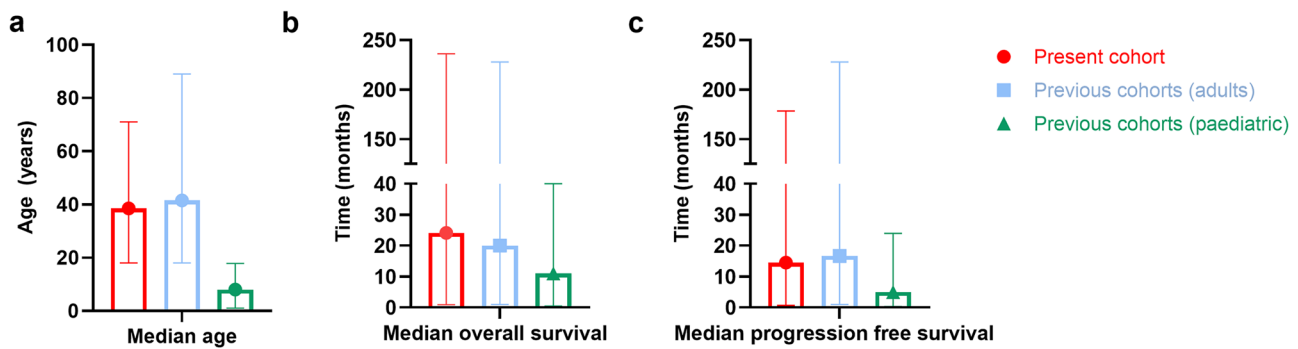 a
Age (years)
100
80
60
40
20
0
Median age
b
Time (months)
250
200
150
40
30
20
10
0
Median overall survival
c
Time (months)
250
200
150
40
30
20
10
0
Median progression free survival
Present cohort
Previous cohorts (adults)
Previous cohorts (paediatric)